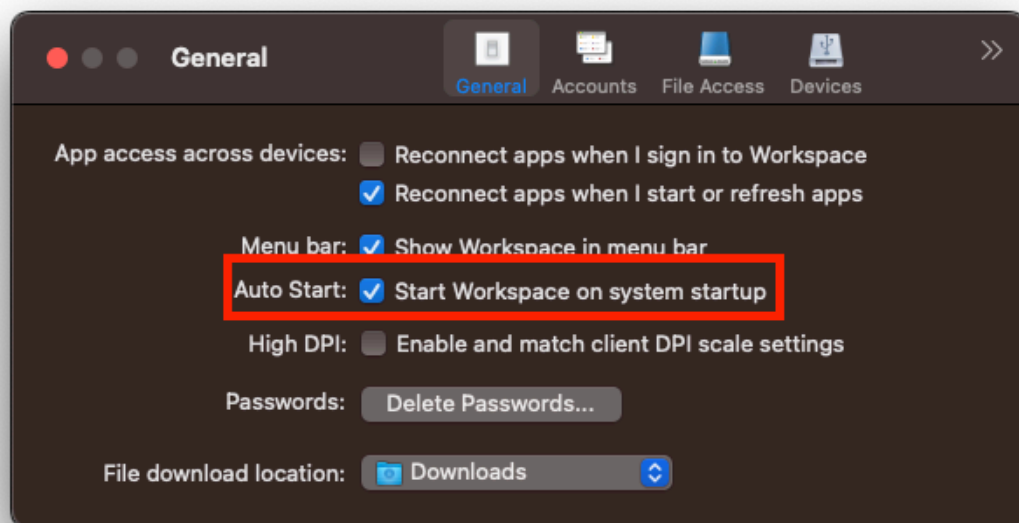 General
General
Accounts
File Access
Devices
App access across devices: Reconnect apps when I sign in to Workspace
Reconnect apps when I start or refresh apps
Menu bar: Show Workspace in menu bar
Auto Start: Start Workspace on system startup
High DPI: Enable and match client DPI scale settings
Passwords: Delete Passwords...
File download location: Downloads